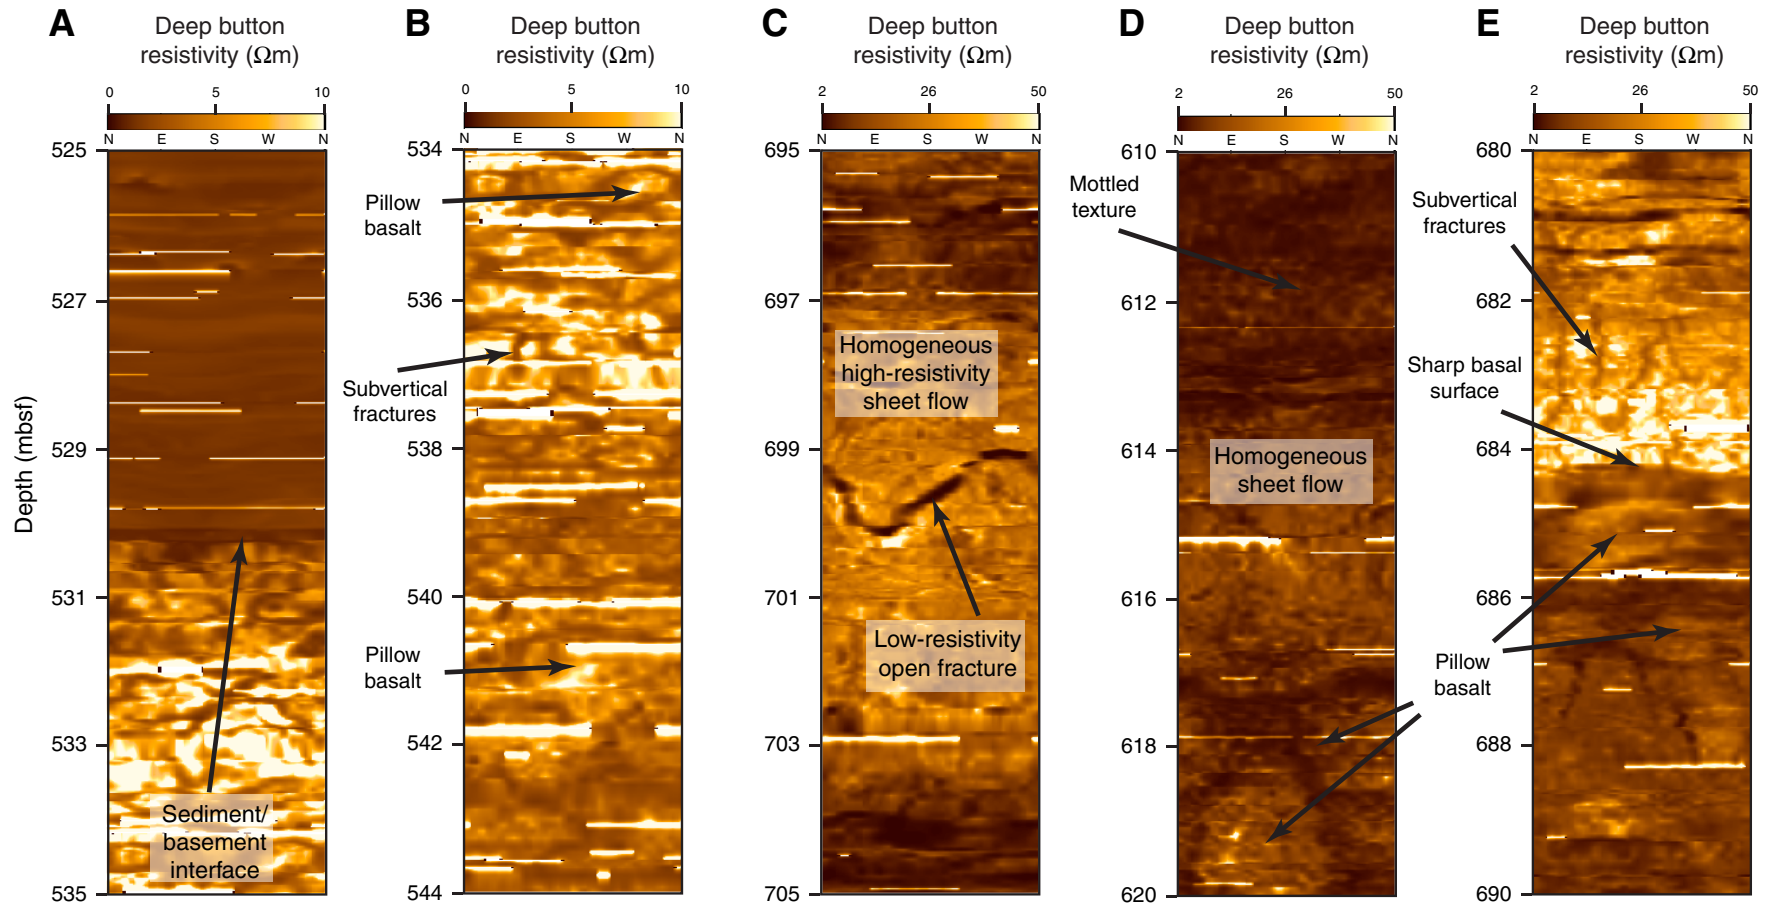 A
Deep button
resistivity (Ωm)
0 5 10
N E S W N
525
527
529
531
533
535
Depth (mbsf)
Sediment/
basement
interface
B
Deep button
resistivity (Ωm)
0 5 10
N E S W N
534
536
538
540
542
544
Pillow
basalt
Subvertical
fractures
Pillow
basalt
C
Deep button
resistivity (Ωm)
2 26 50
N E S W N
695
697
699
701
703
705
Homogeneous
high-resistivity
sheet flow
Low-resistivity
open fracture
D
Deep button
resistivity (Ωm)
2 26 50
N E S W N
610
612
614
616
618
620
Mottled
texture
Homogeneous
sheet flow
E
Deep button
resistivity (Ωm)
2 26 50
N E S W N
680
682
684
686
688
690
Subvertical
fractures
Sharp basal
surface
Pillow
basalt